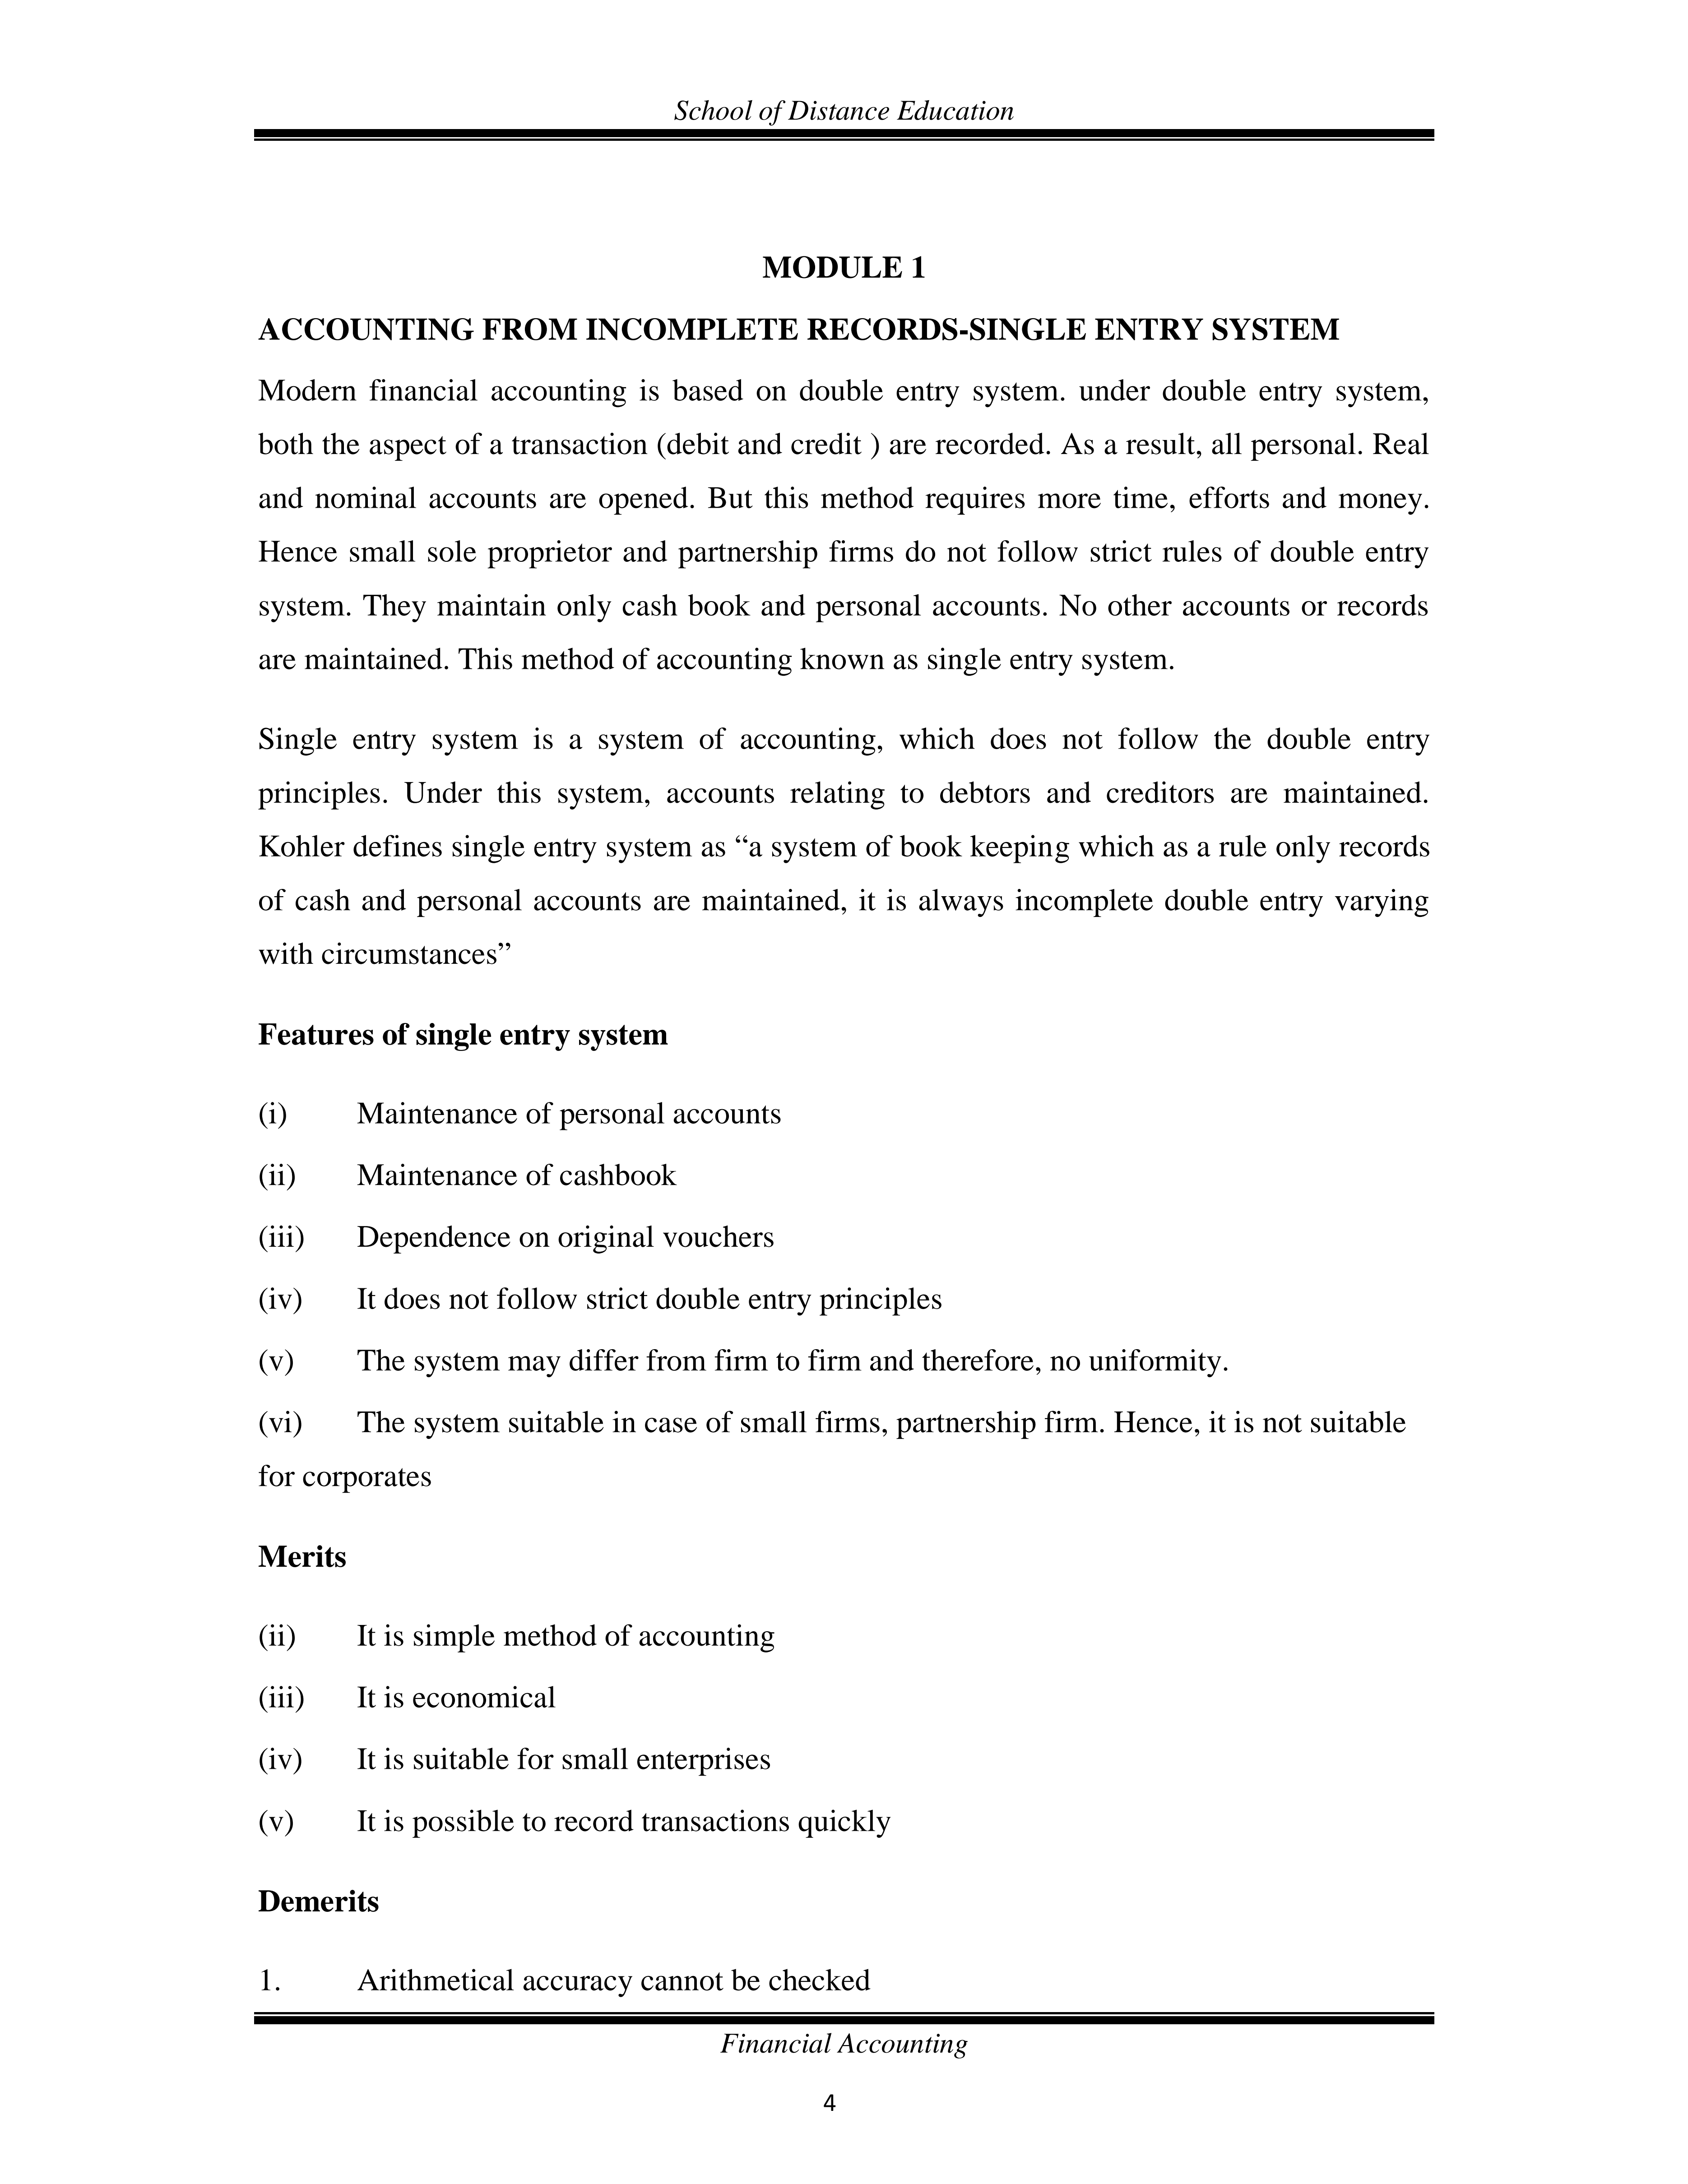 School of Distance Education
MODULE 1
ACCOUNTING FROM INCOMPLETE RECORDS-SINGLE ENTRY SYSTEM
Modern financial accounting is based on double entry system. under double entry system,
both the aspect of a transaction (debit and credit ) are recorded. As a result, all personal. Real
and nominal accounts are opened. But this method requires more time, efforts and money.
Hence small sole proprietor and partnership firms do not follow strict rules of double entry
system. They maintain only cash book and personal accounts. No other accounts or records
are maintained. This method of accounting known as single entry system.
Single entry system is a system of accounting, which does not follow the double entry
principles. Under this system, accounts relating to debtors and creditors are maintained.
Kohler defines single entry system as “a system of book keeping which as a rule only records
of cash and personal accounts are maintained, it is always incomplete double entry varying
with circumstances”
Features of single entry system
(i) Maintenance of personal accounts
(ii) Maintenance of cashbook
(iii) Dependence on original vouchers
(iv) It does not follow strict double entry principles
(v) The system may differ from firm to firm and therefore, no uniformity.
(vi) The system suitable in case of small firms, partnership firm. Hence, it is not suitable
for corporates
Merits
(ii) It is simple method of accounting
(iii) It is economical
(iv) It is suitable for small enterprises
(v) It is possible to record transactions quickly
Demerits
1. Arithmetical accuracy cannot be checked
Financial Accounting
4